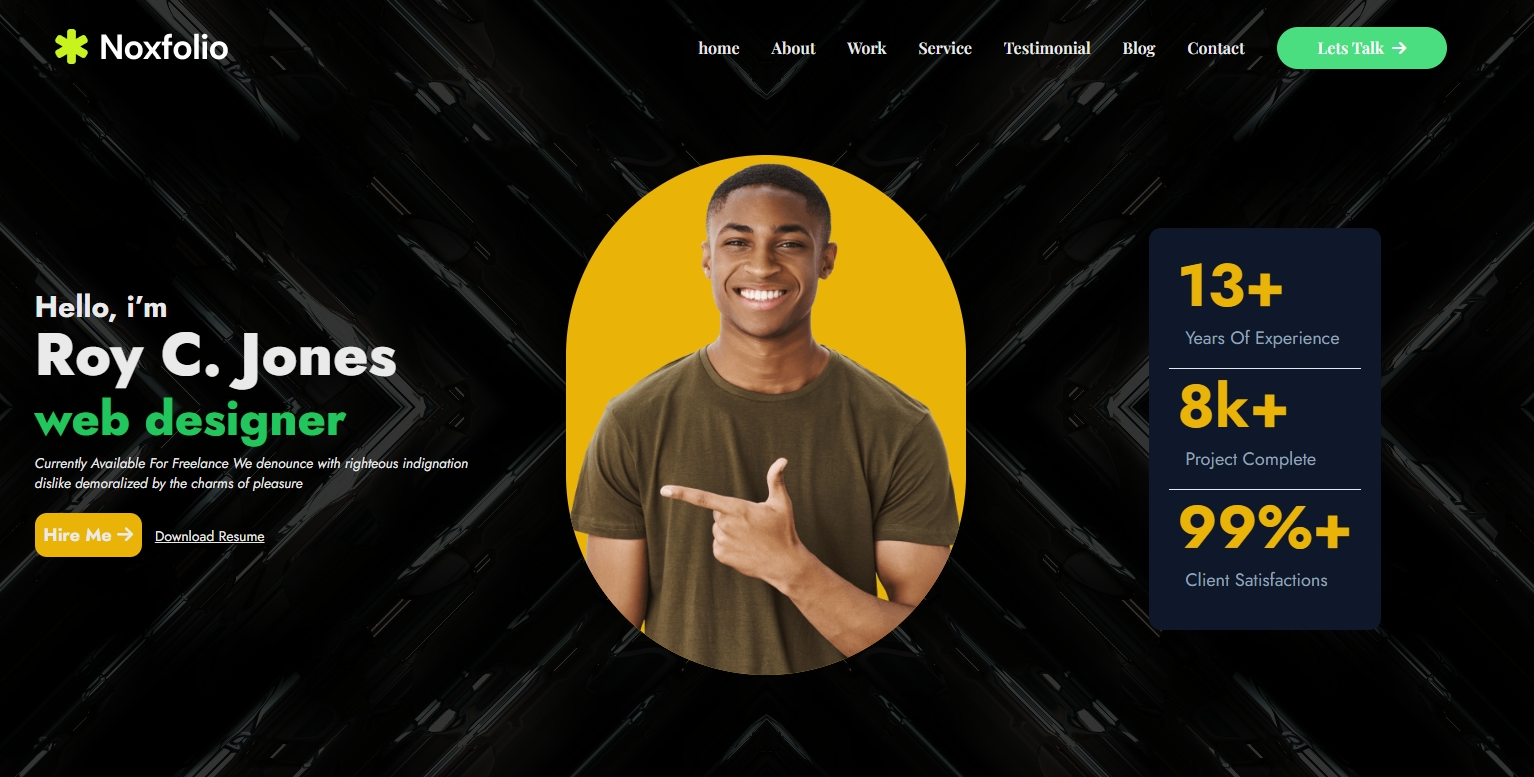 Noxfolio
home About Work Service Testimonial Blog Contact Lets Talk →
Hello, i'm
Roy C. Jones
web designer
Currently Available For Freelance We denounce with righteous indignation
dislike demoralized by the charms of pleasure
Hire Me → Download Resume
13+
Years Of Experience
8k+
Project Complete
99%+
Client Satisfactions